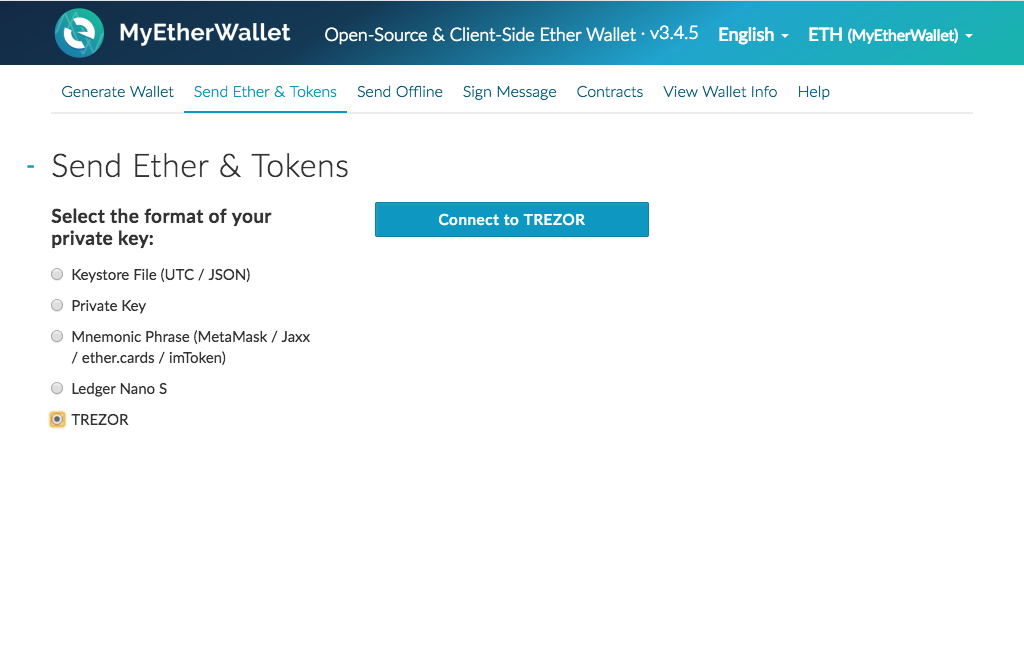 MyEtherWallet Open-Source & Client-Side Ether Wallet · v3.4.5 English ETH (MyEtherWallet)
Generate Wallet Send Ether & Tokens Send Offline Sign Message Contracts View Wallet Info Help
- Send Ether & Tokens
Select the format of your
private key:
Connect to TREZOR
Keystore File (UTC / JSON)
Private Key
Mnemonic Phrase (MetaMask / Jaxx
/ ether.cards / imToken)
Ledger Nano S
TREZOR